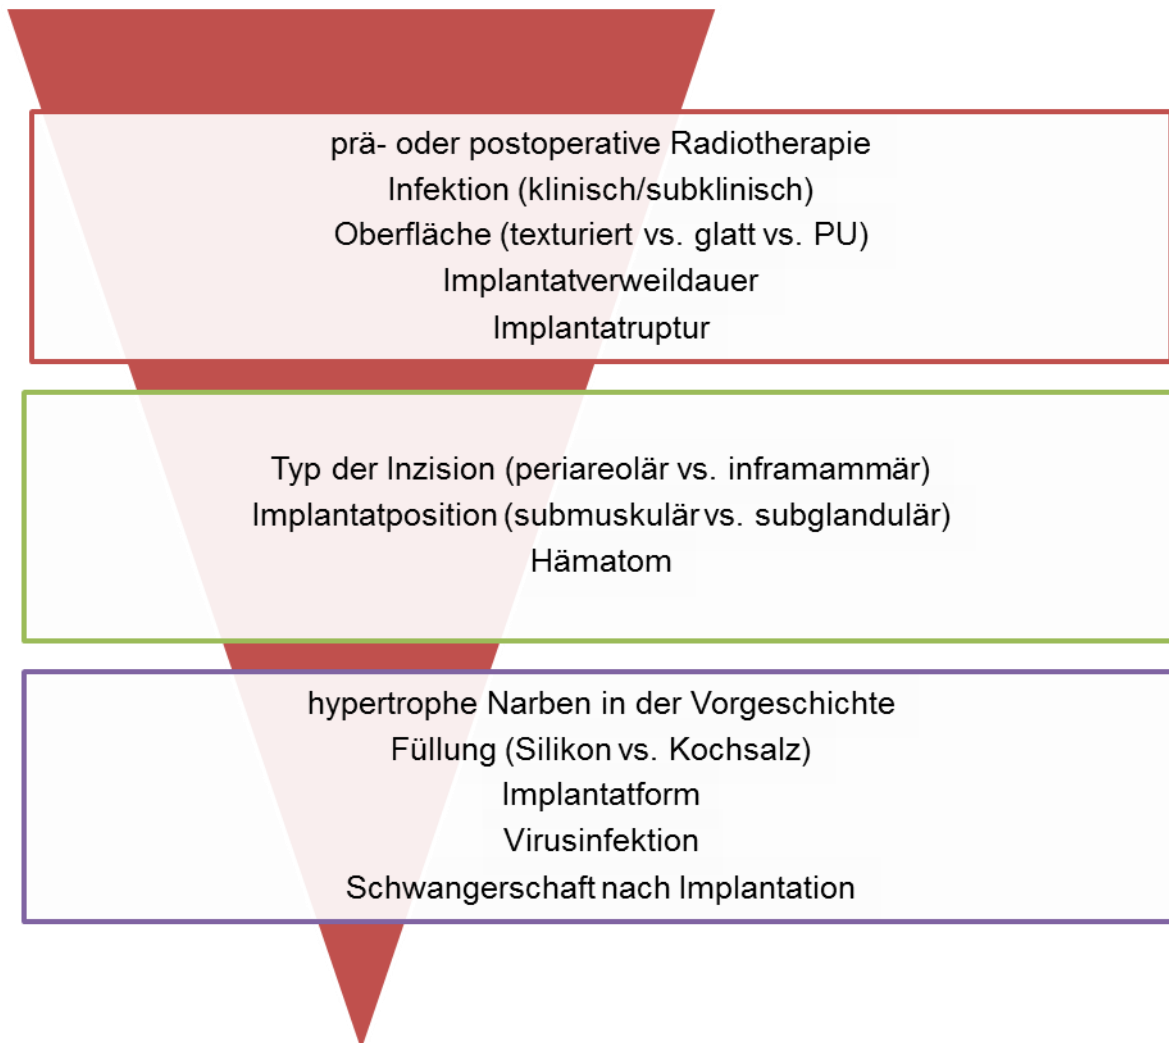 prä- oder postoperative Radiotherapie
Infektion (klinisch/subklinisch)
Oberfläche (texturiert vs. glatt vs. PU)
Implantatverweildauer
Implantatruptur
Typ der Inzision (periareolär vs. inframammär)
Implantatposition (submuskulär vs. subglandulär)
Hämatom
hypertrophe Narben in der Vorgeschichte
Füllung (Silikon vs. Kochsalz)
Implantatform
Virusinfektion
Schwangerschaft nach Implantation